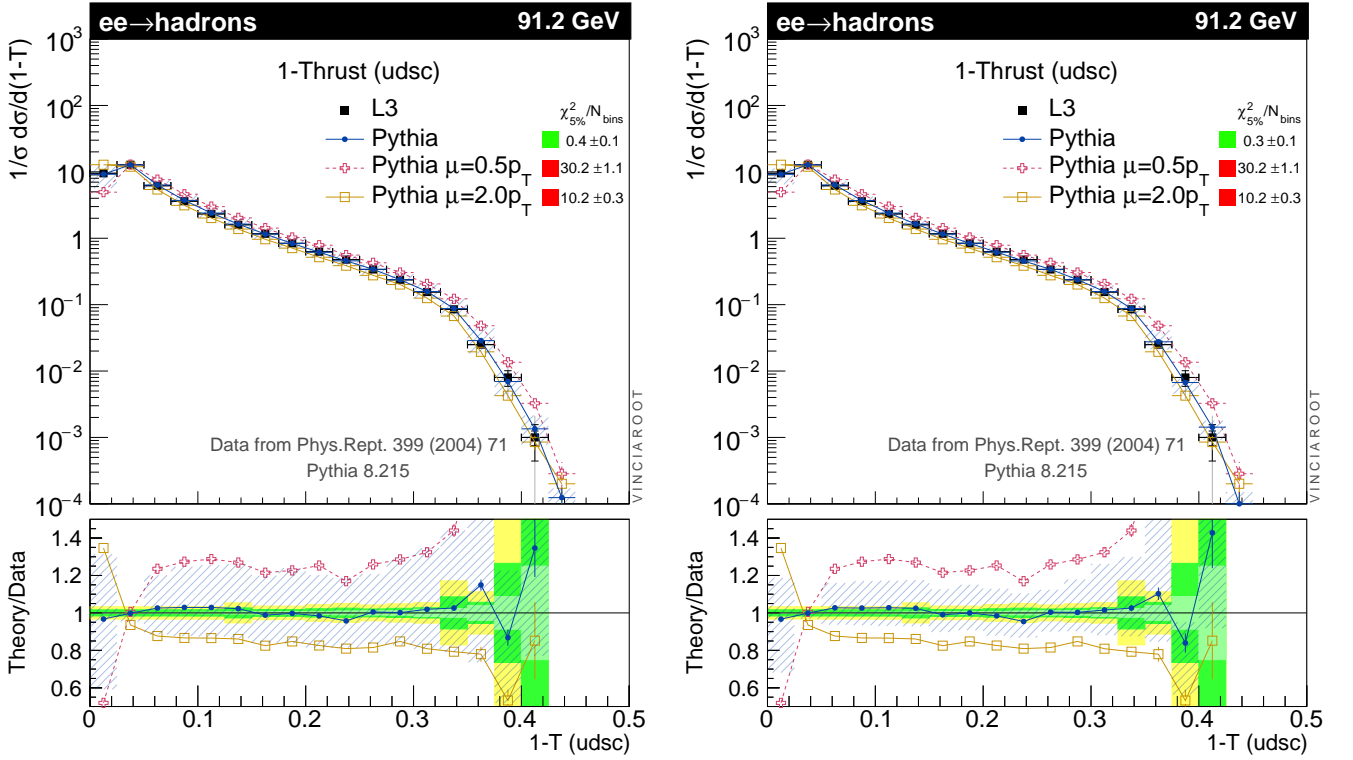 ee→hadrons 91.2 GeV
1/σ dσ/d(1-T)
10³
10²
10
1
10⁻¹
10⁻²
10⁻³
10⁻⁴
1-Thrust (udsc)
χ²₅%/N_bins
L3
Pythia 0.4 ±0.1
Pythia μ=0.5p_T 30.2 ±1.1
Pythia μ=2.0p_T 10.2 ±0.3
Data from Phys.Rept. 399 (2004) 71
Pythia 8.215
VINCIAROOT
Theory/Data
1.4
1.2
1
0.8
0.6
0 0.1 0.2 0.3 0.4 0.5
1-T (udsc)
ee→hadrons 91.2 GeV
1/σ dσ/d(1-T)
10³
10²
10
1
10⁻¹
10⁻²
10⁻³
10⁻⁴
1-Thrust (udsc)
χ²₅%/N_bins
L3
Pythia 0.3 ±0.1
Pythia μ=0.5p_T 30.2 ±1.1
Pythia μ=2.0p_T 10.2 ±0.3
Data from Phys.Rept. 399 (2004) 71
Pythia 8.215
VINCIAROOT
Theory/Data
1.4
1.2
1
0.8
0.6
0 0.1 0.2 0.3 0.4 0.5
1-T (udsc)